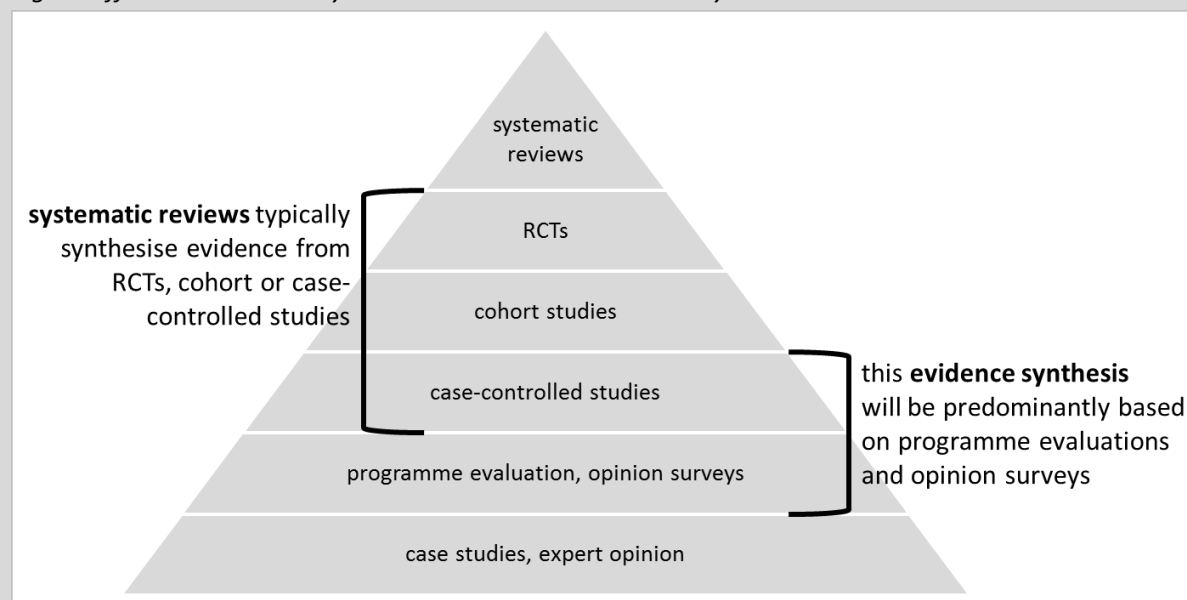 systematic
reviews
systematic reviews typically
synthesise evidence from
RCTs, cohort or case-
controlled studies
RCTs
cohort studies
case-controlled studies
this evidence synthesis
will be predominantly based
on programme evaluations
and opinion surveys
programme evaluation, opinion surveys
case studies, expert opinion